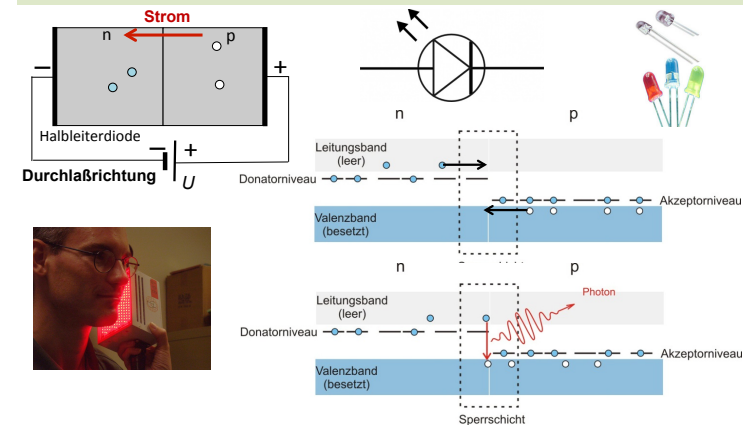 Strom
n
p
−
+
Halbleiterdiode
− +
Durchlaßrichtung
U
n
p
Leitungsband
(leer)
Donatorniveau
Akzeptorniveau
Valenzband
(besetzt)
n
p
Photon
Leitungsband
(leer)
Donatorniveau
Akzeptorniveau
Valenzband
(besetzt)
Sperrschicht